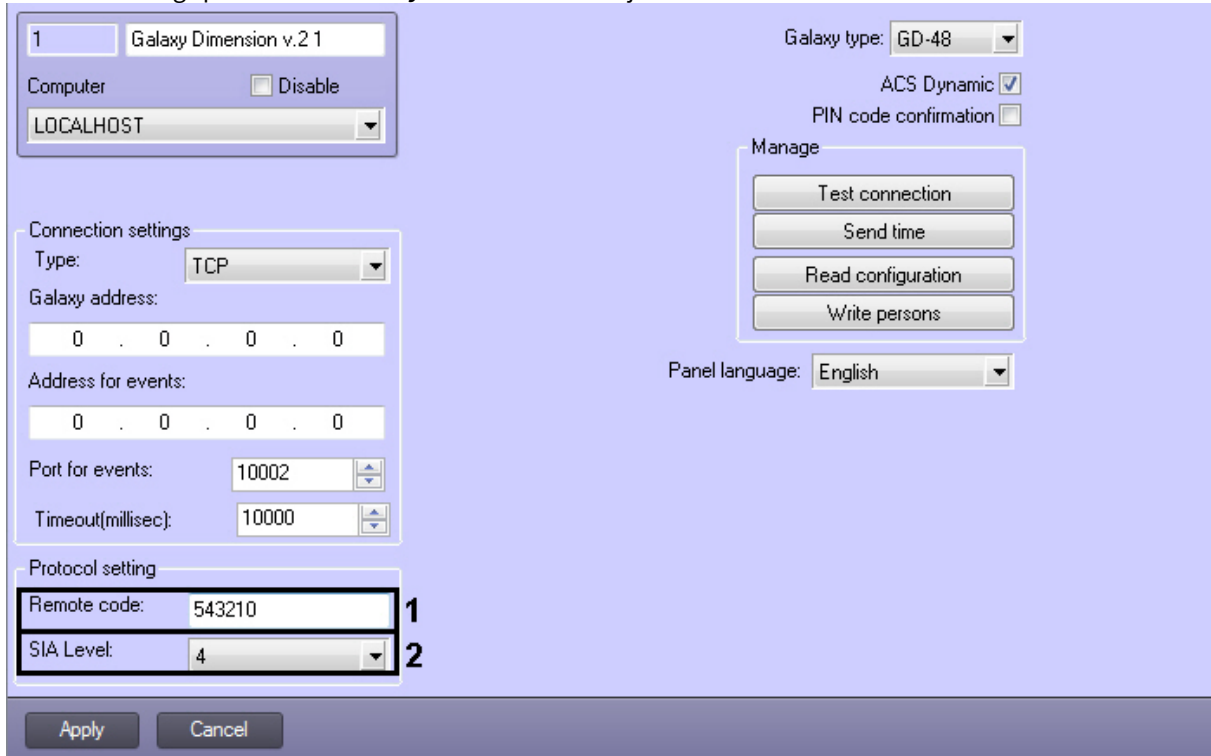 1
Galaxy Dimension v.2 1
Computer
Disable
LOCALHOST
Connection settings
Type:
TCP
Galaxy address:
0 . 0 . 0 . 0
Address for events:
0 . 0 . 0 . 0
Port for events:
10002
Timeout(millisec):
10000
Protocol setting
Remote code:
543210
1
SIA Level:
4
2
Galaxy type:
GD-48
ACS Dynamic
PIN code confirmation
Manage
Test connection
Send time
Read configuration
Write persons
Panel language:
English
Apply
Cancel